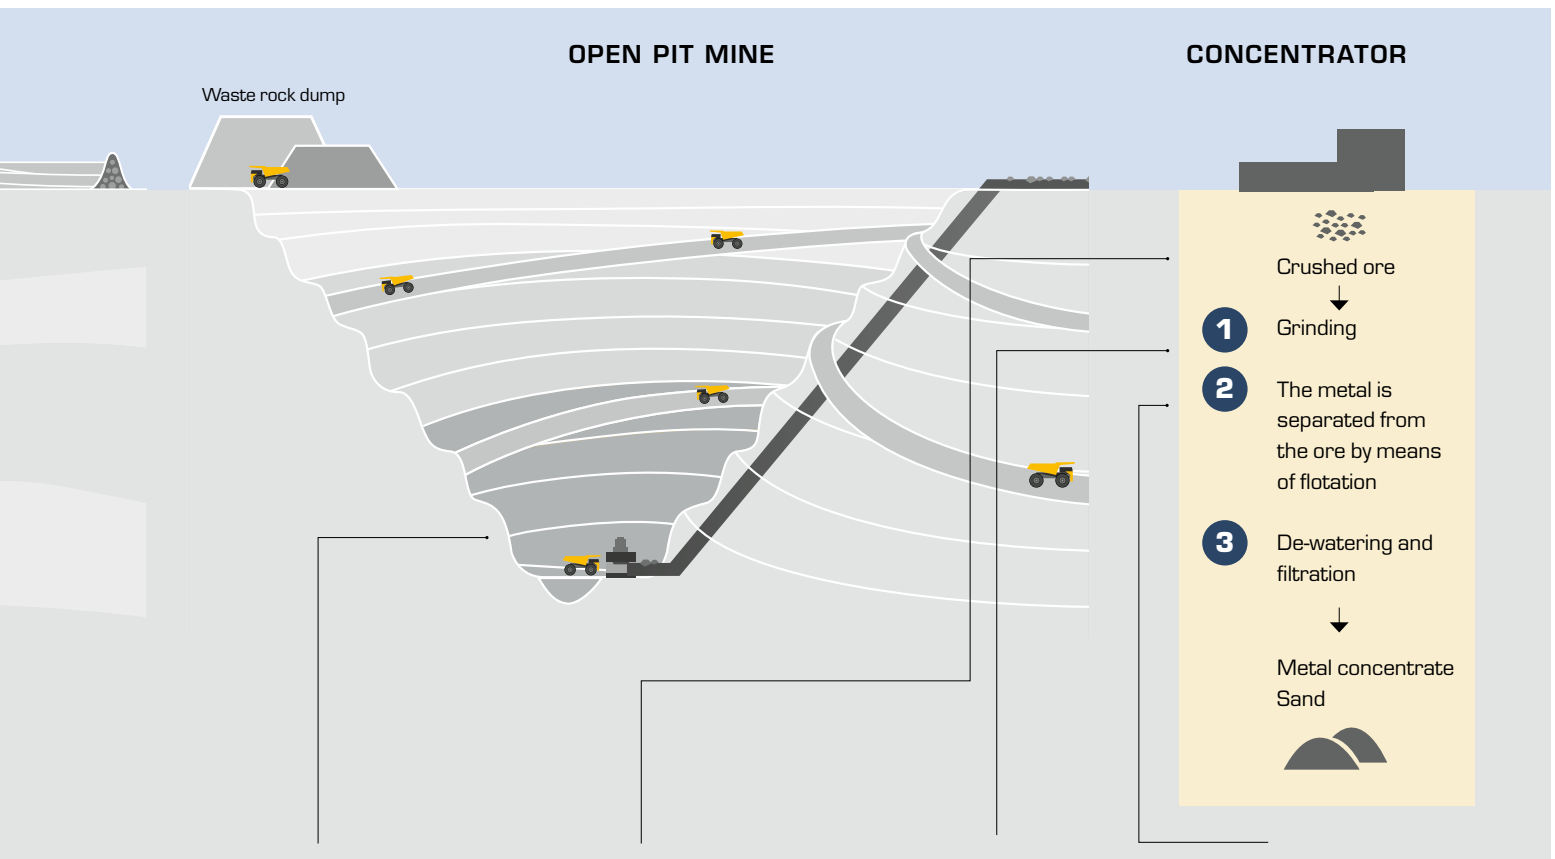 OPEN PIT MINE
CONCENTRATOR
Waste rock dump
Crushed ore
1
Grinding
2
The metal is
separated from
the ore by means
of flotation
3
De-watering and
filtration
Metal concentrate
Sand